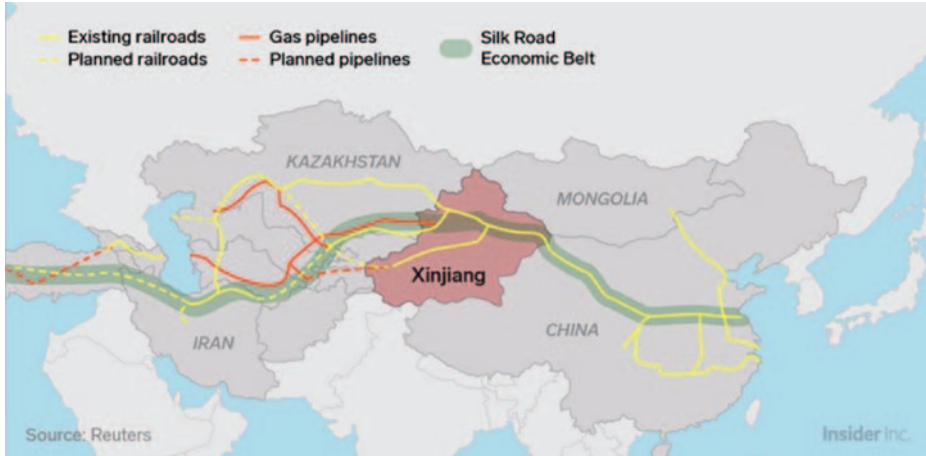 Existing railroads
Planned railroads
Gas pipelines
Planned pipelines
Silk Road
Economic Belt
KAZAKHSTAN
MONGOLIA
Xinjiang
CHINA
IRAN
Source: Reuters
Insider Inc.